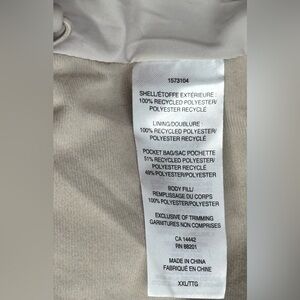 1573104
SHELL/ÉTOFFE EXTÉRIEURE:
100% RECYCLED POLYESTER/
POLYESTER RECYCLÉ
LINING/DOUBLURE:
100% RECYCLED POLYESTER/
POLYESTER RECYCLÉ
POCKET BAG/SAC POCHETTE
51% RECYCLED POLYESTER/
POLYESTER RECYCLÉ
49% POLYESTER/POLYESTER
BODY FILL/
REMPLISSAGE DU CORPS
100% POLYESTER/POLYESTER
EXCLUSIVE OF TRIMMING
GARNITURES NON COMPRISES
CA 14442
RN 88201
MADE IN CHINA
FABRIQUÉ EN CHINE
XXL/TTG